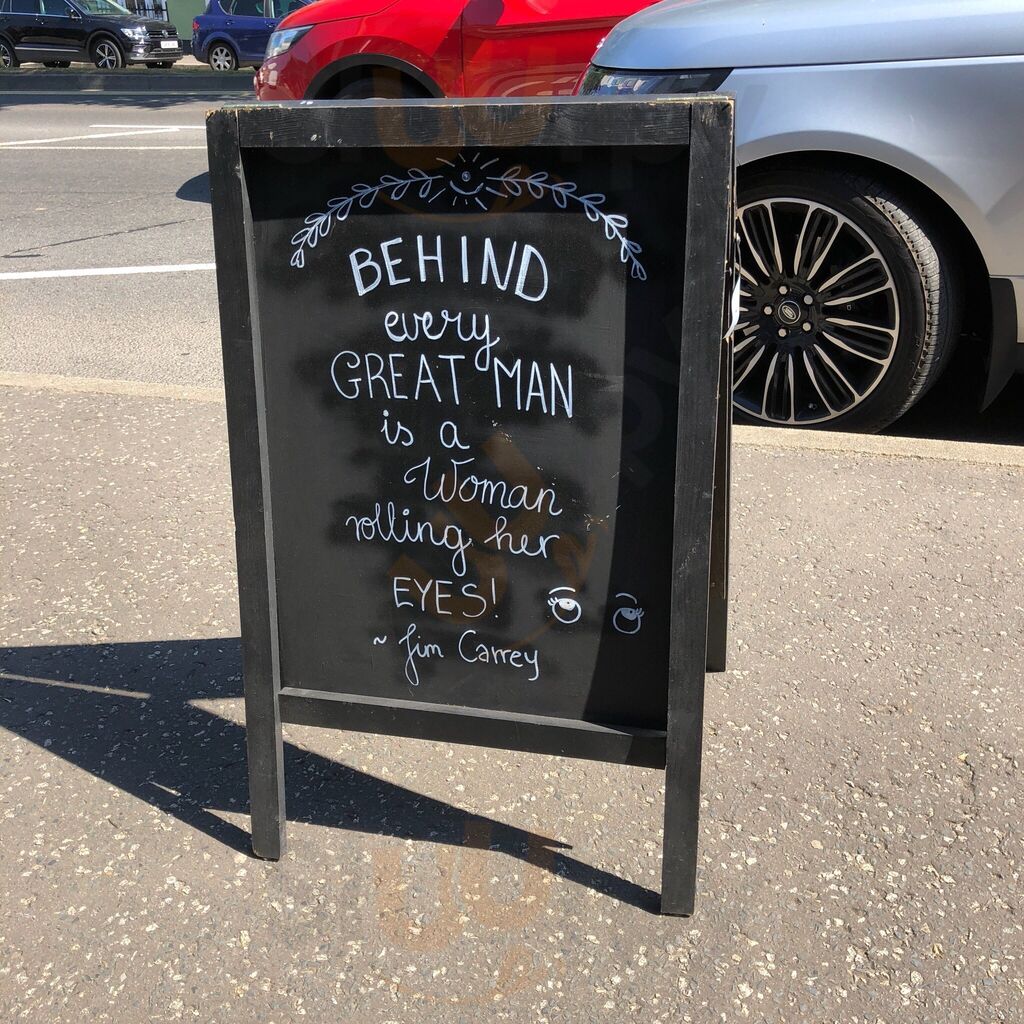 BEHIND
every
GREAT MAN
is a
Woman
rolling her
EYES!
~ Jim Carrey